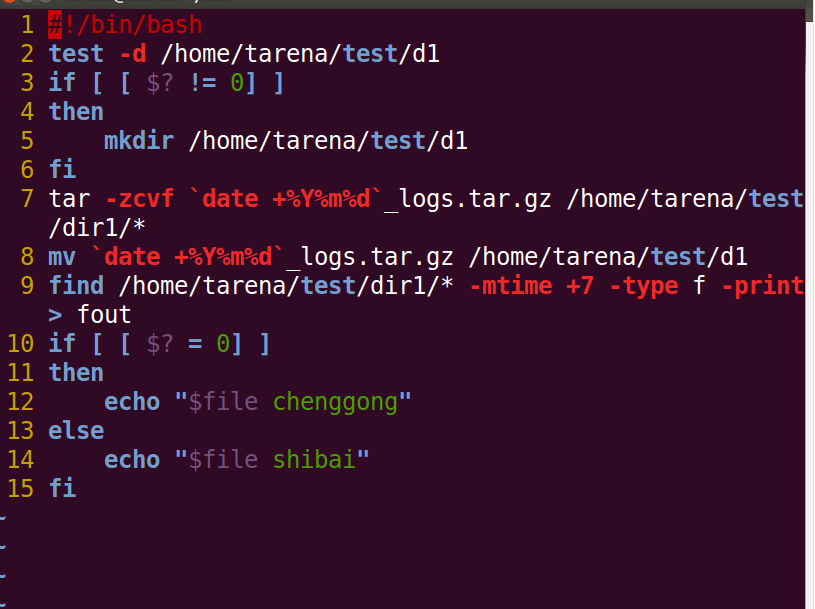 1 #!/bin/bash
2 test -d /home/tarena/test/d1
3 if [ [ $? != 0] ]
4 then
5     mkdir /home/tarena/test/d1
6 fi
7 tar -zcvf `date +%Y%m%d`_logs.tar.gz /home/tarena/test
/dir1/*
8 mv `date +%Y%m%d`_logs.tar.gz /home/tarena/test/d1
9 find /home/tarena/test/dir1/* -mtime +7 -type f -print
> fout
10 if [ [ $? = 0] ]
11 then
12     echo "$file chenggong"
13 else
14     echo "$file shibai"
15 fi
~
~
~
~